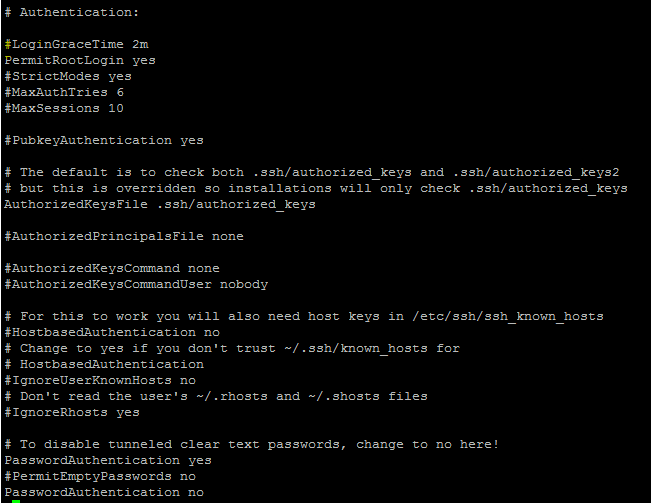 # Authentication:
#LoginGraceTime 2m
PermitRootLogin yes
#StrictModes yes
#MaxAuthTries 6
#MaxSessions 10
#PubkeyAuthentication yes
# The default is to check both .ssh/authorized_keys and .ssh/authorized_keys2
# but this is overridden so installations will only check .ssh/authorized_keys
AuthorizedKeysFile .ssh/authorized_keys
#AuthorizedPrincipalsFile none
#AuthorizedKeysCommand none
#AuthorizedKeysCommandUser nobody
# For this to work you will also need host keys in /etc/ssh/ssh_known_hosts
#HostbasedAuthentication no
# Change to yes if you don't trust ~/.ssh/known_hosts for
# HostbasedAuthentication
#IgnoreUserKnownHosts no
# Don't read the user's ~/.rhosts and ~/.shosts files
#IgnoreRhosts yes
# To disable tunneled clear text passwords, change to no here!
PasswordAuthentication yes
#PermitEmptyPasswords no
PasswordAuthentication no